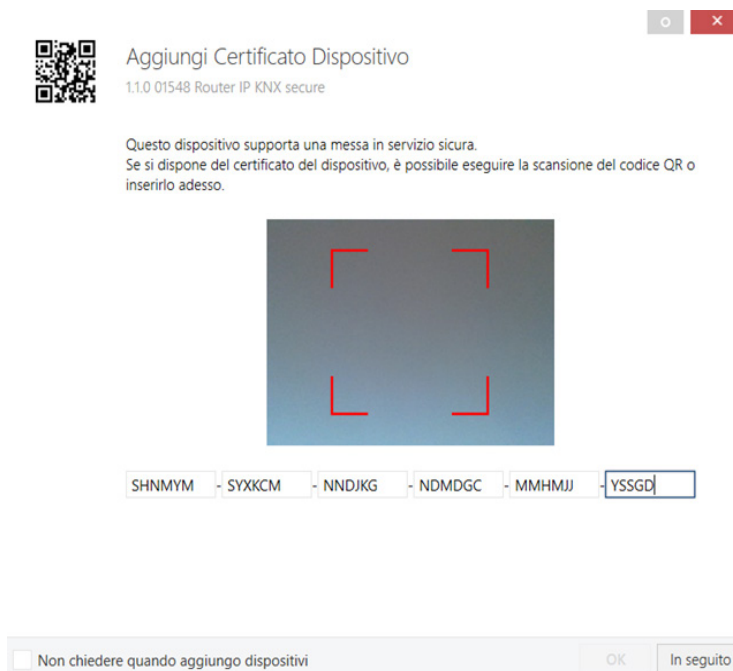 Aggiungi Certificato Dispositivo
1.1.0 01548 Router IP KNX secure
Questo dispositivo supporta una messa in servizio sicura.
Se si dispone del certificato del dispositivo, è possibile eseguire la scansione del codice QR o
inserirlo adesso.
SHNMYM - SYXKCM - NNDJKG - NDMDGC - MMHMJJ - YSSGD
Non chiedere quando aggiungo dispositivi OK In seguito